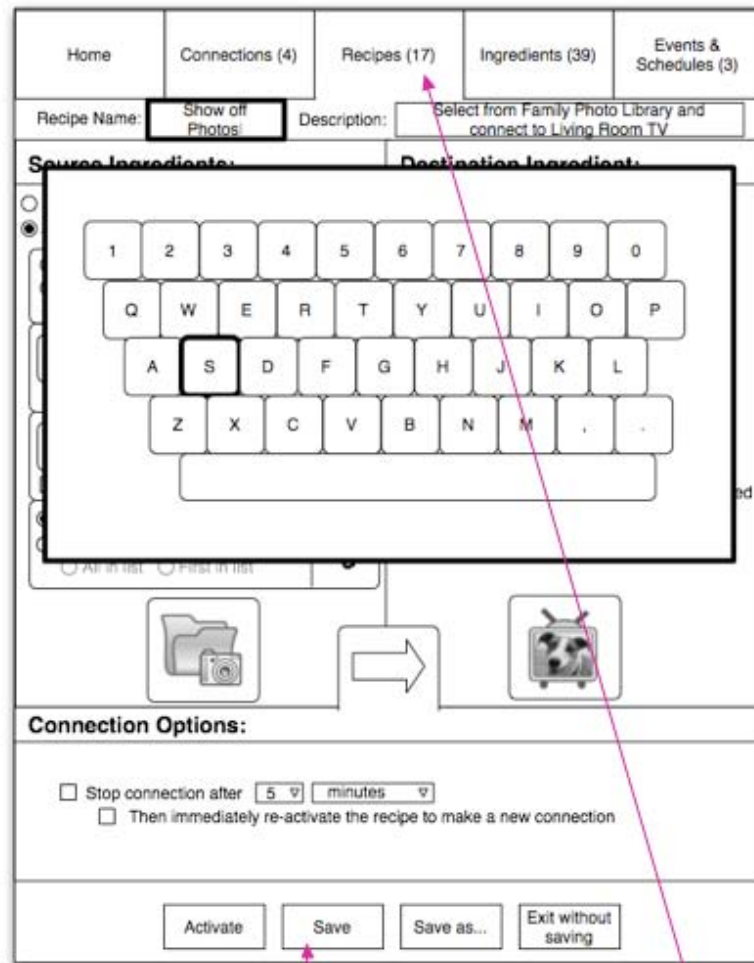 Home
Connections (4)
Recipes (17)
Ingredients (39)
Events &
Schedules (3)
Recipe Name:
Show off
Photos
Description:
Select from Family Photo Library and
connect to Living Room TV
Source Ingredients:
Destination Ingredient:
1 2 3 4 5 6 7 8 9 0
Q W E R T Y U I O P
A S D F G H J K L
Z X C V B N M , .
ed
All in list
First in list
Connection Options:
Stop connection after 5 minutes
Then immediately re-activate the recipe to make a new connection
Activate
Save
Save as...
Exit without
saving